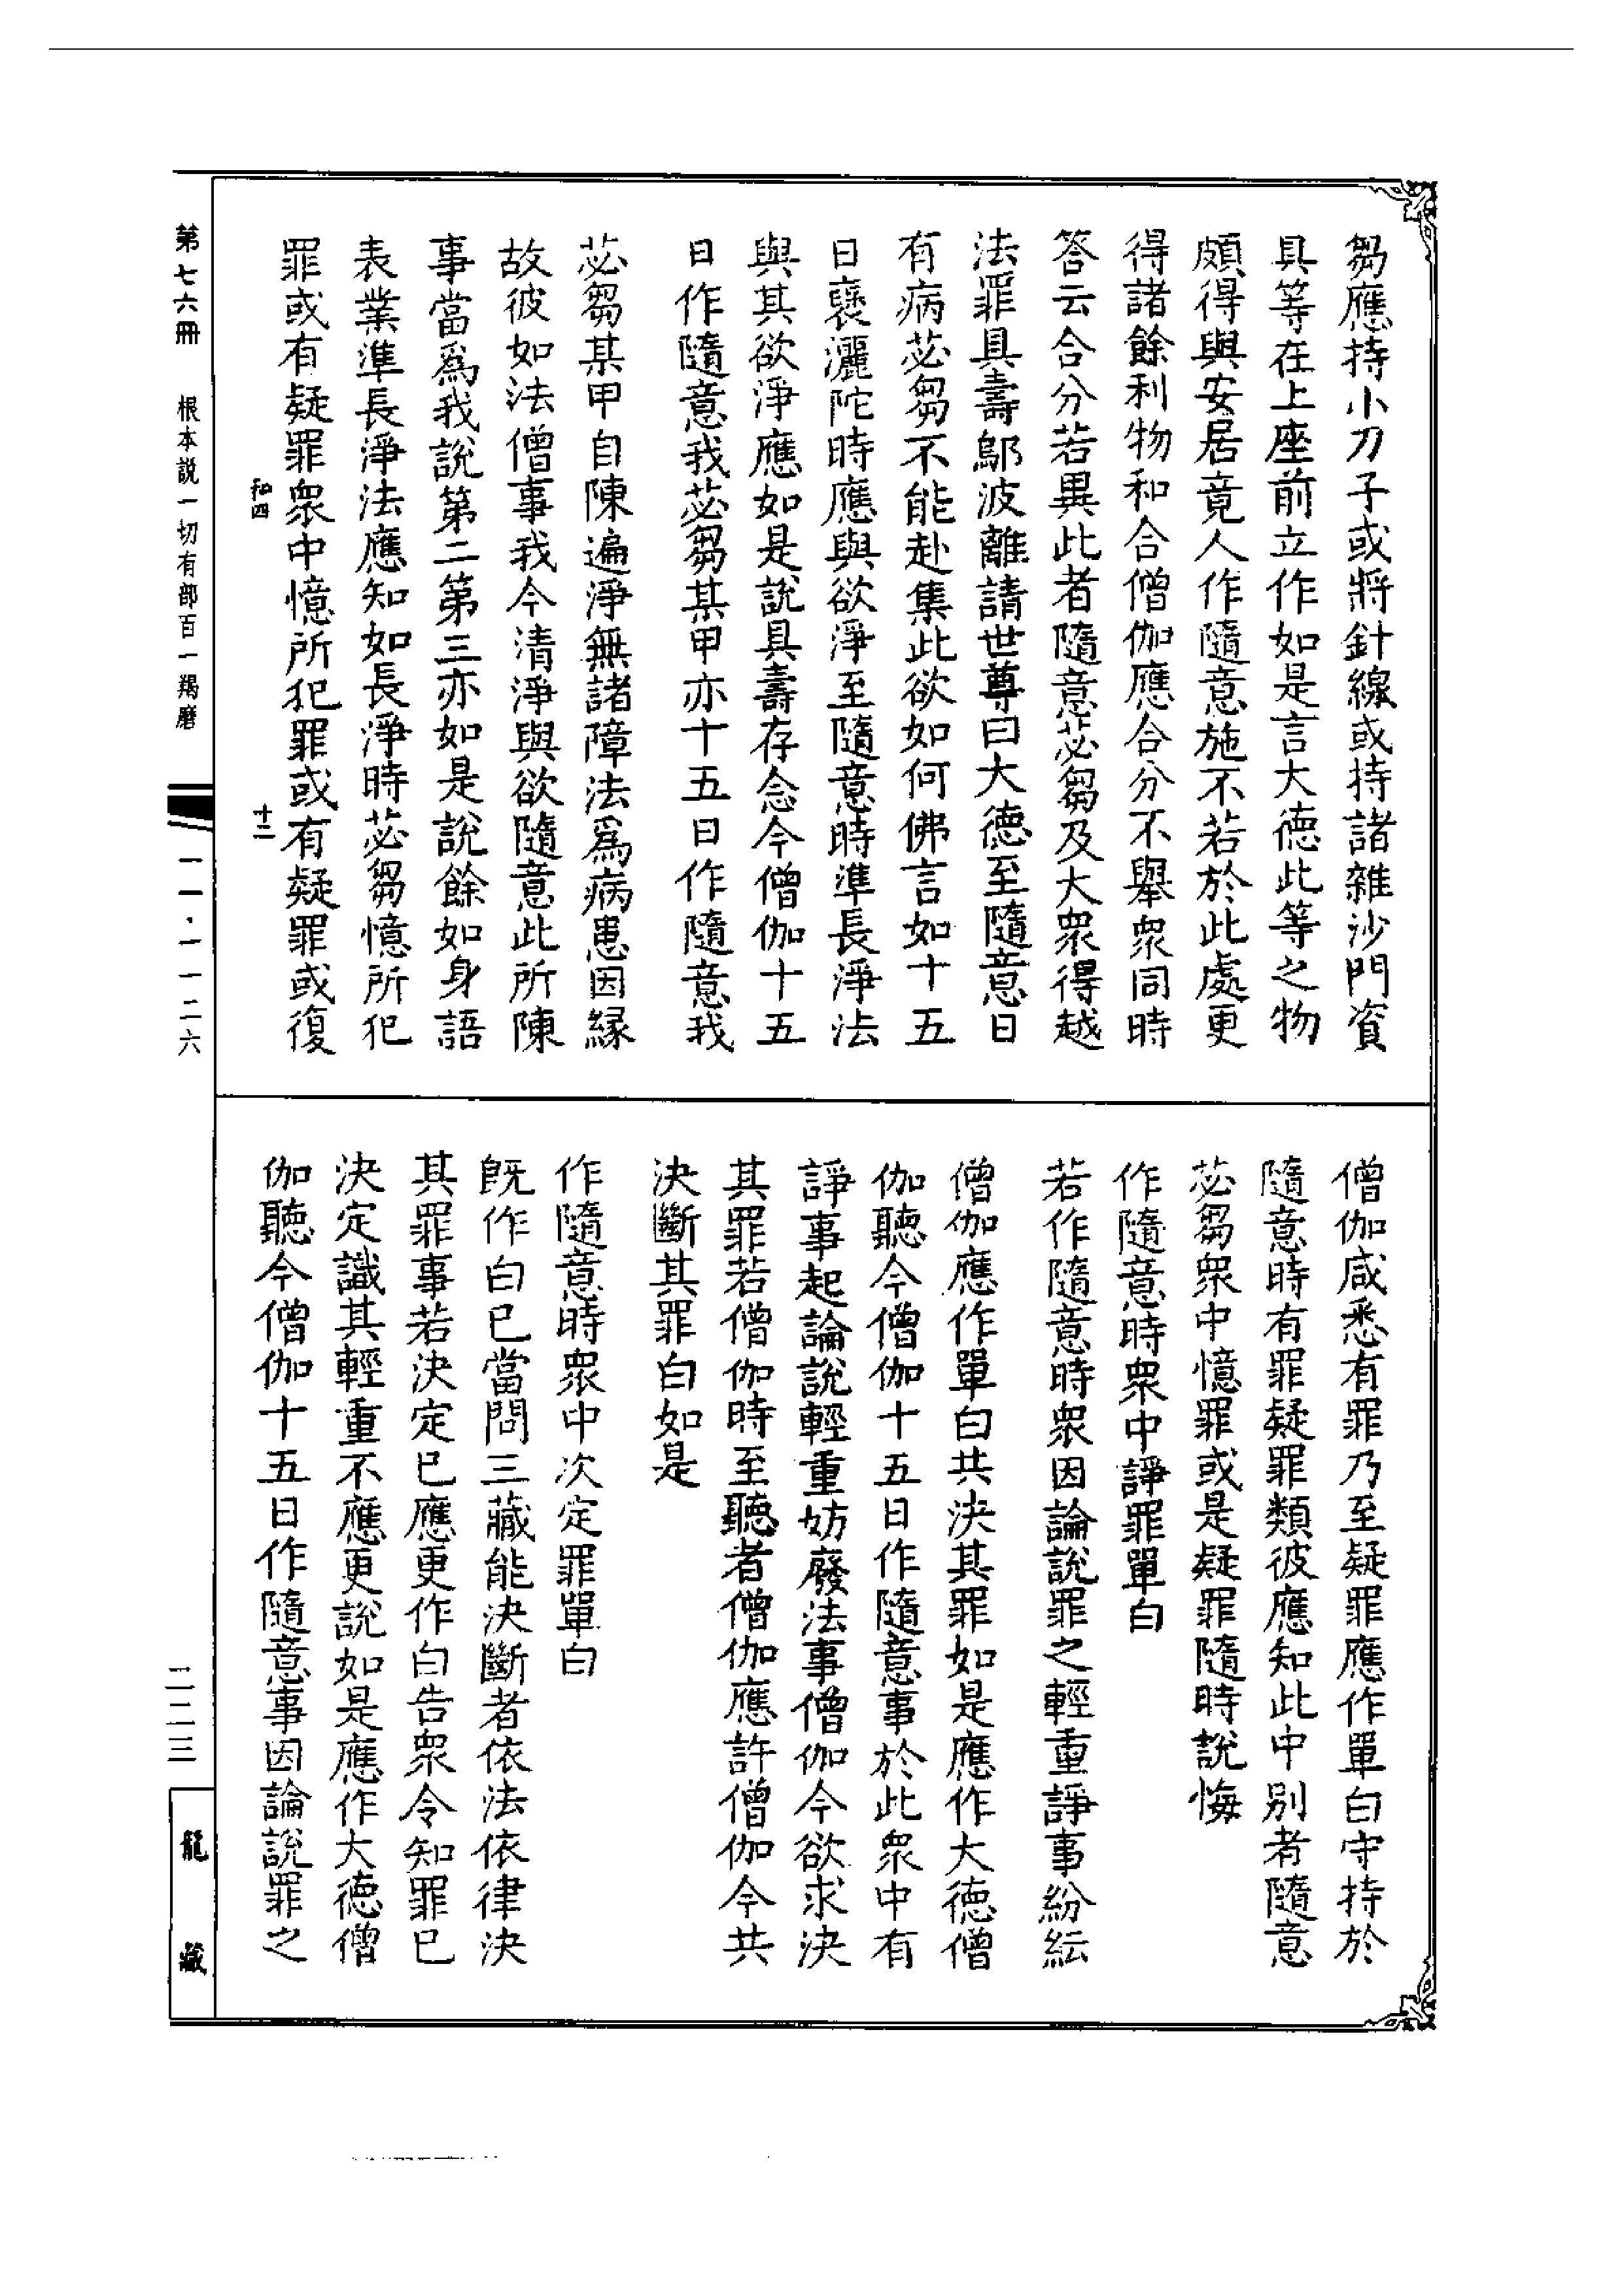 芻應持小刀子或將針線或持諸雜沙門資
具等在上座前立作如是言大德此等之物
頗得與安居竟人作隨意施不若於此處更
得諸餘利物和合僧伽應合分不舉衆同時
答云合分若異此者隨意苾芻及大衆得越
法罪具壽鄔波離請世尊曰大德至隨意日
有病苾芻不能赴集此欲如何佛言如十五
日褒灑陀時應與欲淨至隨意時準長淨法
與其欲淨應如是說具壽存念今僧伽十五
日作隨意我苾芻某甲亦十五日作隨意我
苾芻某甲自陳遍淨無諸障法爲病患因緣
故彼如法僧事我今清淨與欲隨意此所陳
事當爲我說第二第三亦如是說餘如身語
表業準長淨法應知如長淨時苾芻憶所犯
罪或有疑罪衆中憶所犯罪或有疑罪或復
和四 十二
僧伽咸悉有罪乃至疑罪應作單白守持於
隨意時有罪疑罪類彼應知此中別者隨意
苾芻衆中憶罪或是疑罪隨時說悔
作隨意時衆中諍罪單白
若作隨意時衆因論說罪之輕重諍事紛紜
僧伽應作單白共決其罪如是應作大德僧
伽聽今僧伽十五日作隨意事於此衆中有
諍事起論說輕重妨廢法事僧伽今欲求決
其罪若僧伽時至聽者僧伽應許僧伽今共
決斷其罪白如是
作隨意時衆中次定罪單白
旣作白已當問三藏能決斷者依法依律決
其罪事若決定已應更作白告衆令知罪已
決定識其輕重不應更說如是應作大德僧
伽聽今僧伽十五日作隨意事因論說罪之
第七六冊 根本説一切有部百一羯磨
一一·一一二六
二二三
龍藏